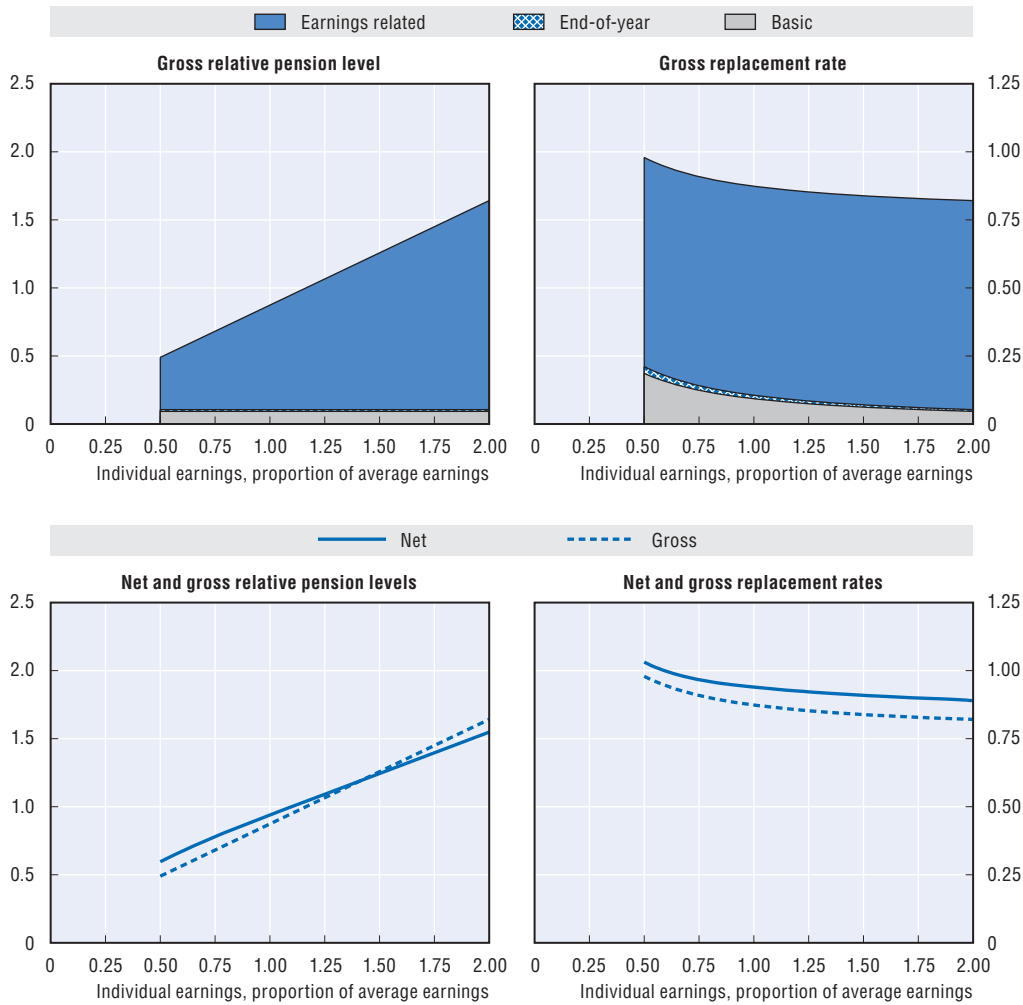 Earnings related End-of-year Basic
Gross relative pension level
2.5
2.0
1.5
1.0
0.5
0
0 0.25 0.50 0.75 1.00 1.25 1.50 1.75 2.00
Individual earnings, proportion of average earnings
Gross replacement rate
1.25
1.00
0.75
0.50
0.25
0
0 0.25 0.50 0.75 1.00 1.25 1.50 1.75 2.00
Individual earnings, proportion of average earnings
Net Gross
Net and gross relative pension levels
2.5
2.0
1.5
1.0
0.5
0
0 0.25 0.50 0.75 1.00 1.25 1.50 1.75 2.00
Individual earnings, proportion of average earnings
Net and gross replacement rates
1.25
1.00
0.75
0.50
0.25
0
0 0.25 0.50 0.75 1.00 1.25 1.50 1.75 2.00
Individual earnings, proportion of average earnings